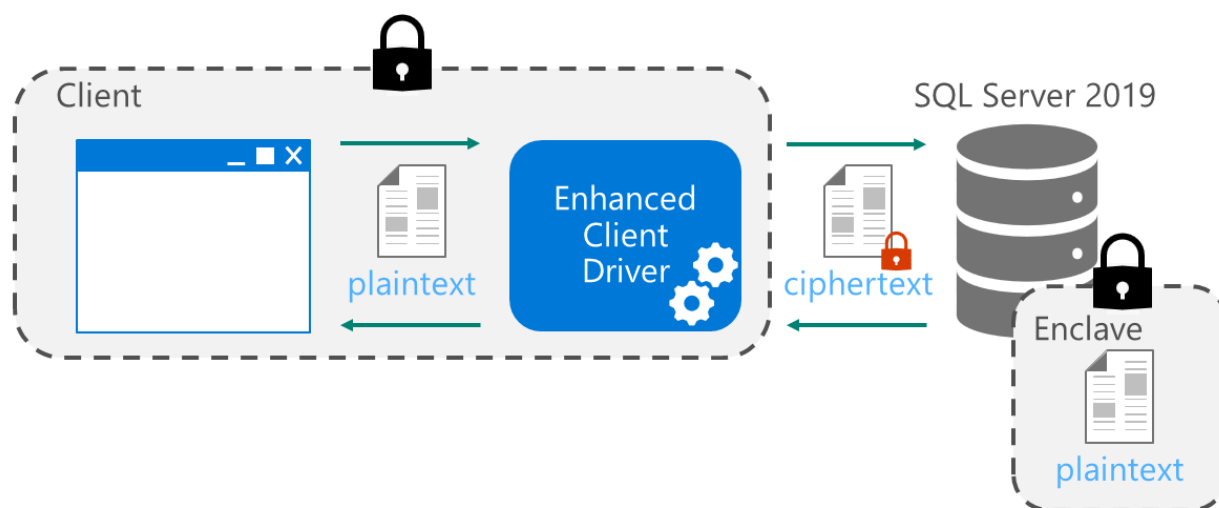 Client
SQL Server 2019
Enhanced
Client
Driver
plaintext
ciphertext
Enclave
plaintext